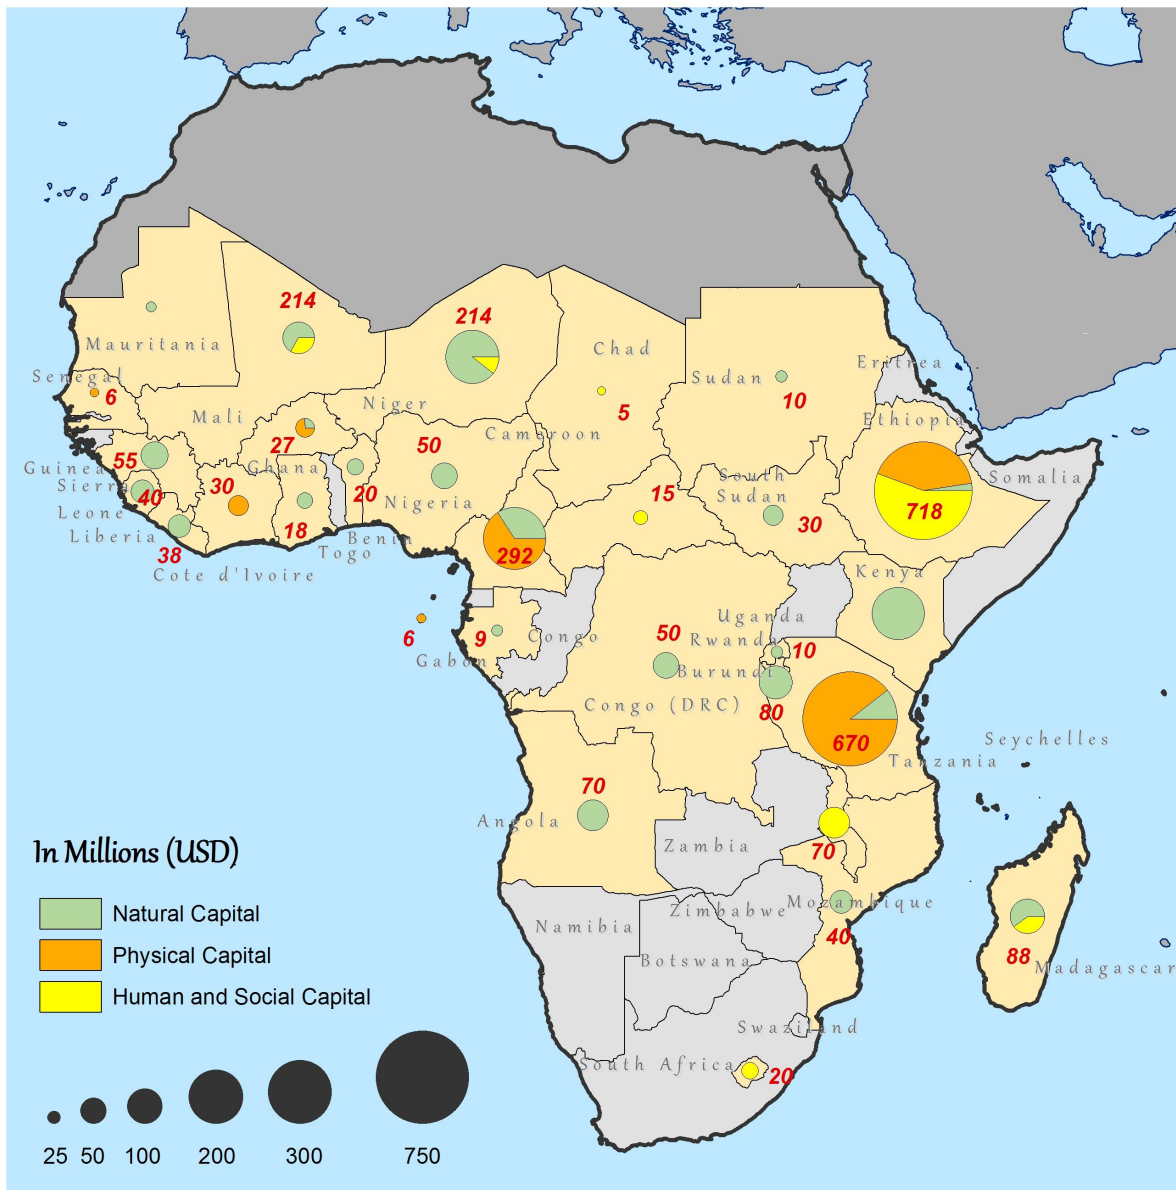 214
214
Mauritania
Chad
Eritrea
Senegal
6
Sudan
10
Niger
5
Mali
Ethiopia
27
50
Cameroon
Guinea
55
Ghana
South
Sudan
Somalia
Sierra
Leone
40
30
20
Nigeria
15
718
Liberia
38
18
Benin
Togo
30
292
Cote d'Ivoire
Kenya
Uganda
6
9
Gabon
Congo
50
Rwanda
10
Burundi
Congo (DRC)
80
670
Tanzania
Seychelles
70
Angola
Zambia
70
Mozambique
40
Zimbabwe
Namibia
Botswana
88
Madagascar
Swaziland
South Africa
20
In Millions (USD)
Natural Capital
Physical Capital
Human and Social Capital
25 50 100 200 300 750